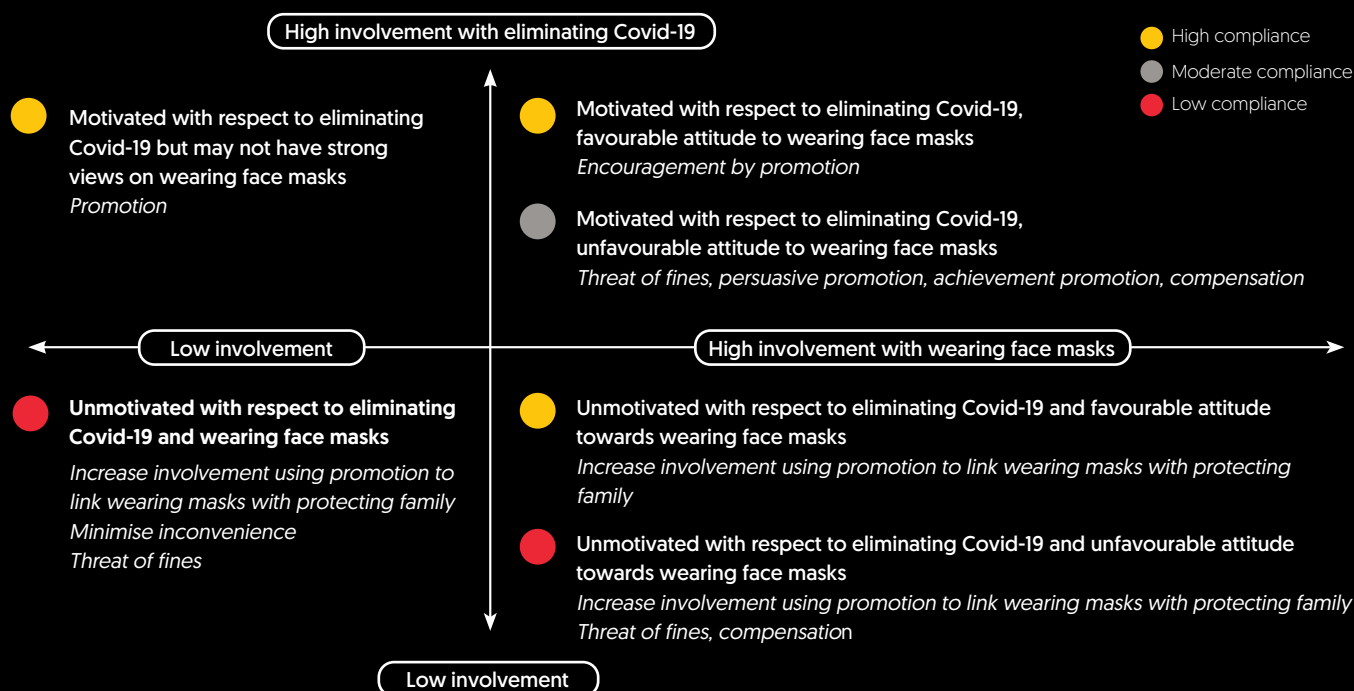 High involvement with eliminating Covid-19
High compliance
Moderate compliance
Low compliance
Motivated with respect to eliminating
Covid-19 but may not have strong
views on wearing face masks
Promotion
Motivated with respect to eliminating Covid-19,
favourable attitude to wearing face masks
Encouragement by promotion
Motivated with respect to eliminating Covid-19,
unfavourable attitude to wearing face masks
Threat of fines, persuasive promotion, achievement promotion, compensation
Low involvement
High involvement with wearing face masks
Unmotivated with respect to eliminating
Covid-19 and wearing face masks
Increase involvement using promotion to
link wearing masks with protecting family
Minimise inconvenience
Threat of fines
Unmotivated with respect to eliminating Covid-19 and favourable attitude
towards wearing face masks
Increase involvement using promotion to link wearing masks with protecting
family
Unmotivated with respect to eliminating Covid-19 and unfavourable attitude
towards wearing face masks
Increase involvement using promotion to link wearing masks with protecting family
Threat of fines, compensation
Low involvement